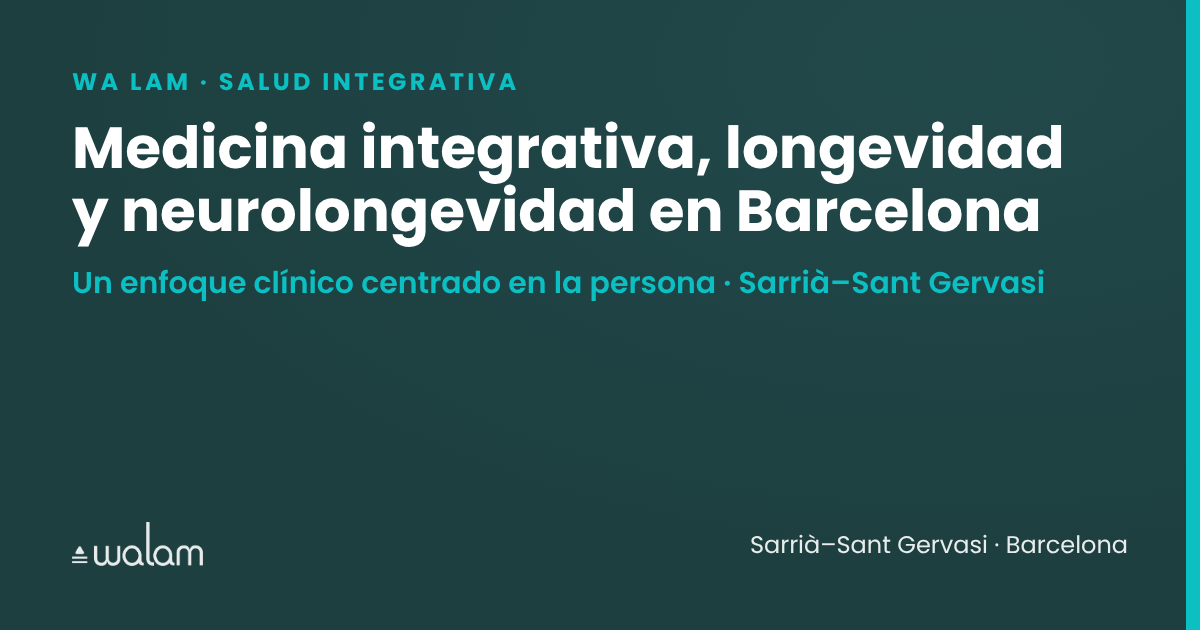 WA LAM · SALUD INTEGRATIVA
Medicina integrativa, longevidad
y neurolongevidad en Barcelona
Un enfoque clínico centrado en la persona · Sarrià–Sant Gervasi
walam
Sarrià–Sant Gervasi · Barcelona